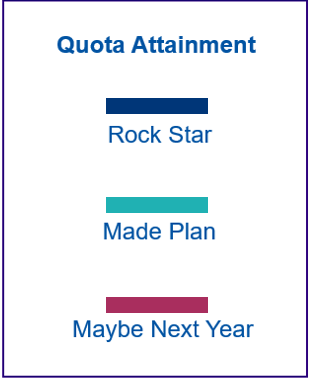 Quota Attainment
Rock Star
Made Plan
Maybe Next Year